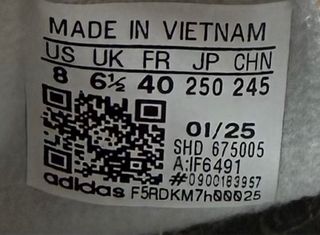 MADE IN VIETNAM
US UK FR JP CHN
8 6½ 40 250 245
01/25
SHD 675005
A:IF6491
#0900183957
adidas F5RDKM7h00025